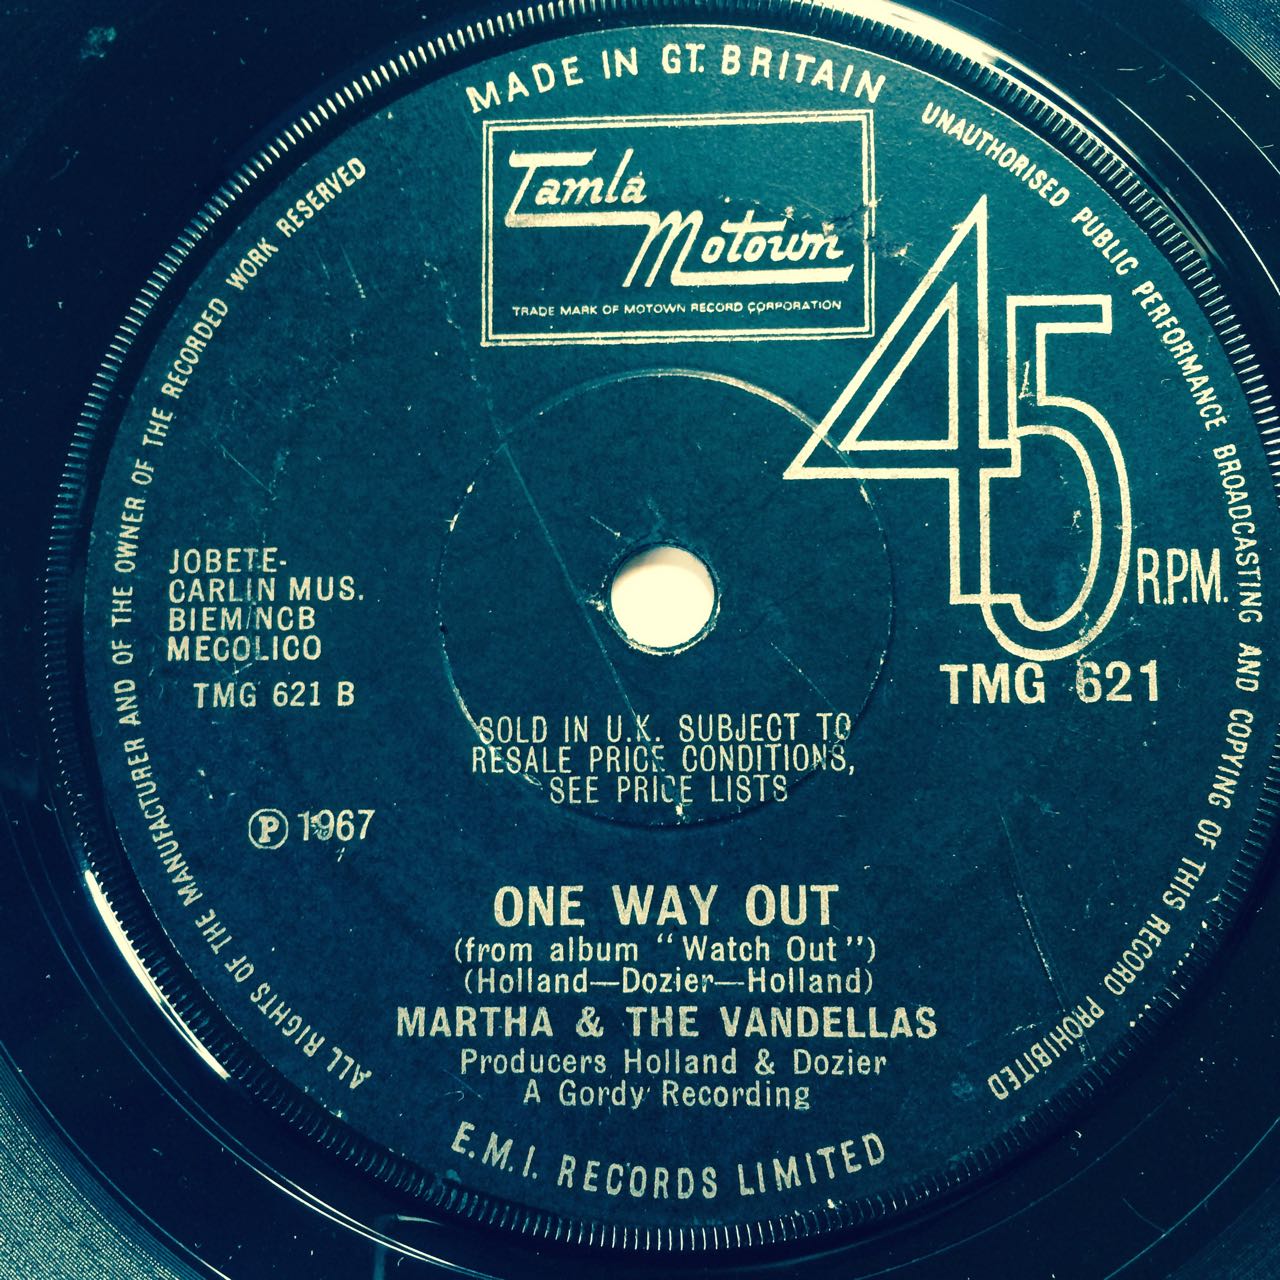 MADE IN GT. BRITAIN
UNAUTHORISED PUBLIC PERFORMANCE BROADCASTING AND COPYING OF THIS RECORD PROHIBITED
ALL RIGHTS OF THE MANUFACTURER AND OF THE OWNER OF THE RECORDED WORK RESERVED
Tamla
Motown
TRADE MARK OF MOTOWN RECORD CORPORATION
45
R.P.M.
TMG 621
JOBETE-
CARLIN MUS.
BIEM/NCB
MECOLICO
TMG 621 B
SOLD IN U.K. SUBJECT TO
RESALE PRICE CONDITIONS,
SEE PRICE LISTS
Ⓟ 1967
ONE WAY OUT
(from album “Watch Out”)
(Holland—Dozier—Holland)
MARTHA & THE VANDELLAS
Producers Holland & Dozier
A Gordy Recording
E.M.I. RECORDS LIMITED